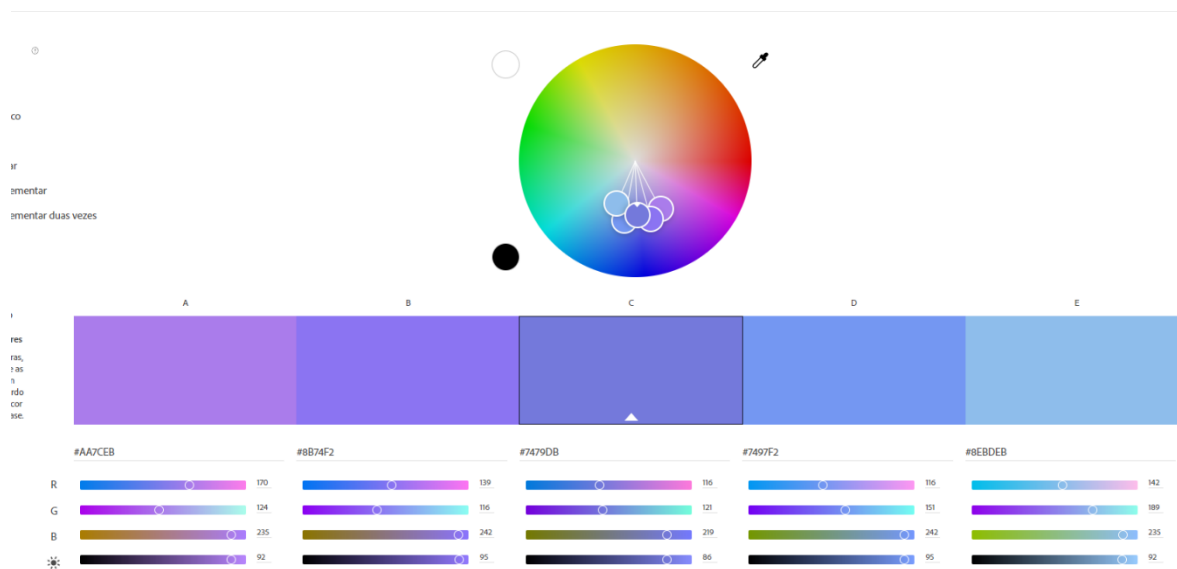 co
ar
ementar
ementar duas vezes
A B C D E
res
ras,
e as
n
rdo
cor
ase.
#AA7CEB #8B74F2 #7479DB #7497F2 #8EBDEB
R 170 139 116 116 142
G 124 116 121 151 189
B 235 242 219 242 235
92 95 86 95 92